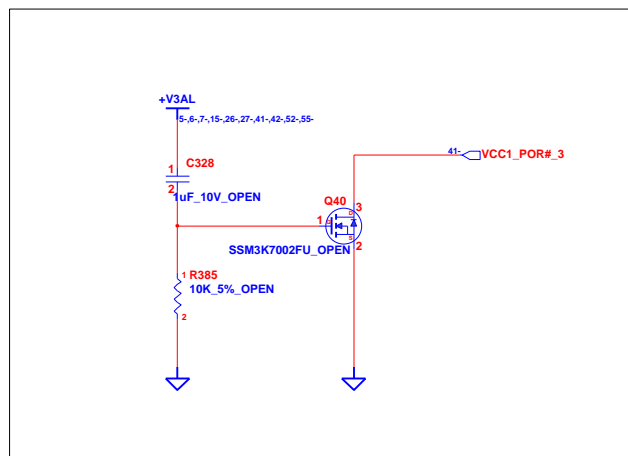 +V3AL
5-,6-,7-,15-,26-,27-,41-,42-,52-,55-
1
C328
2
1uF_10V_OPEN
41-
VCC1_POR#_3
Q40
3
1
G
D
S
2
SSM3K7002FU_OPEN
1
R385
10K_5%_OPEN
2